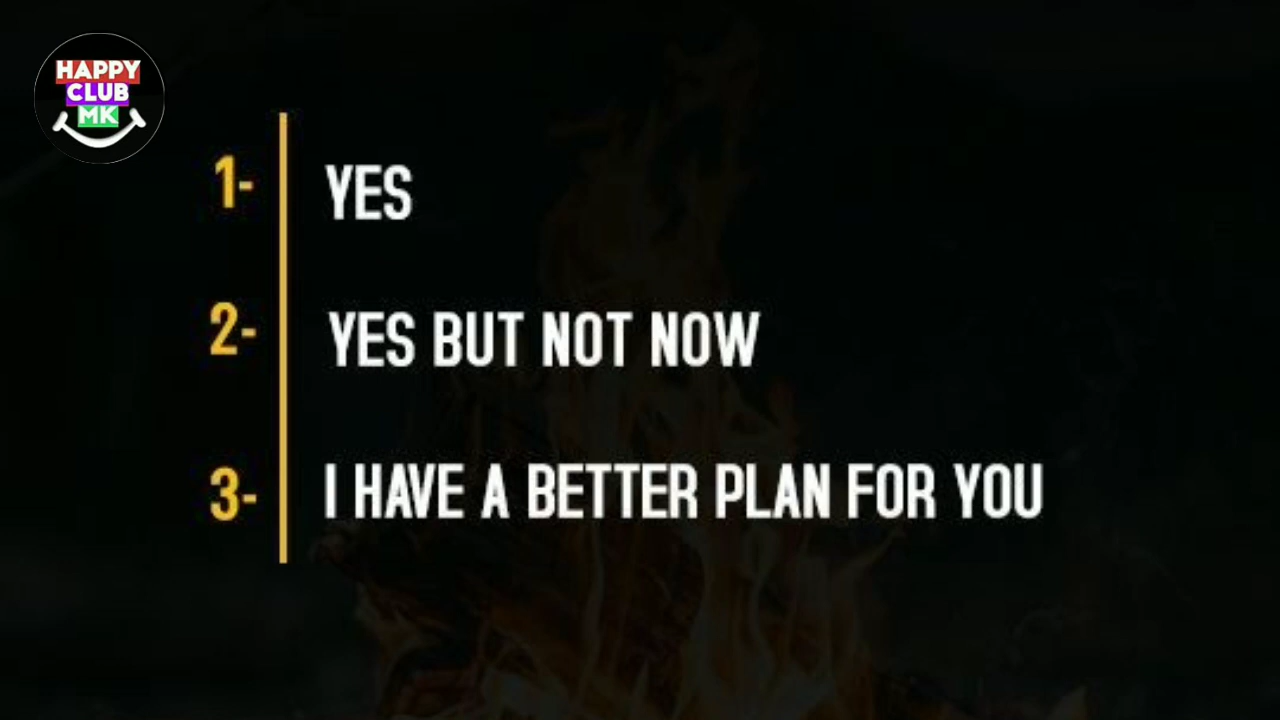 HAPPY
CLUB
MK
1- YES
2- YES BUT NOT NOW
3- I HAVE A BETTER PLAN FOR YOU